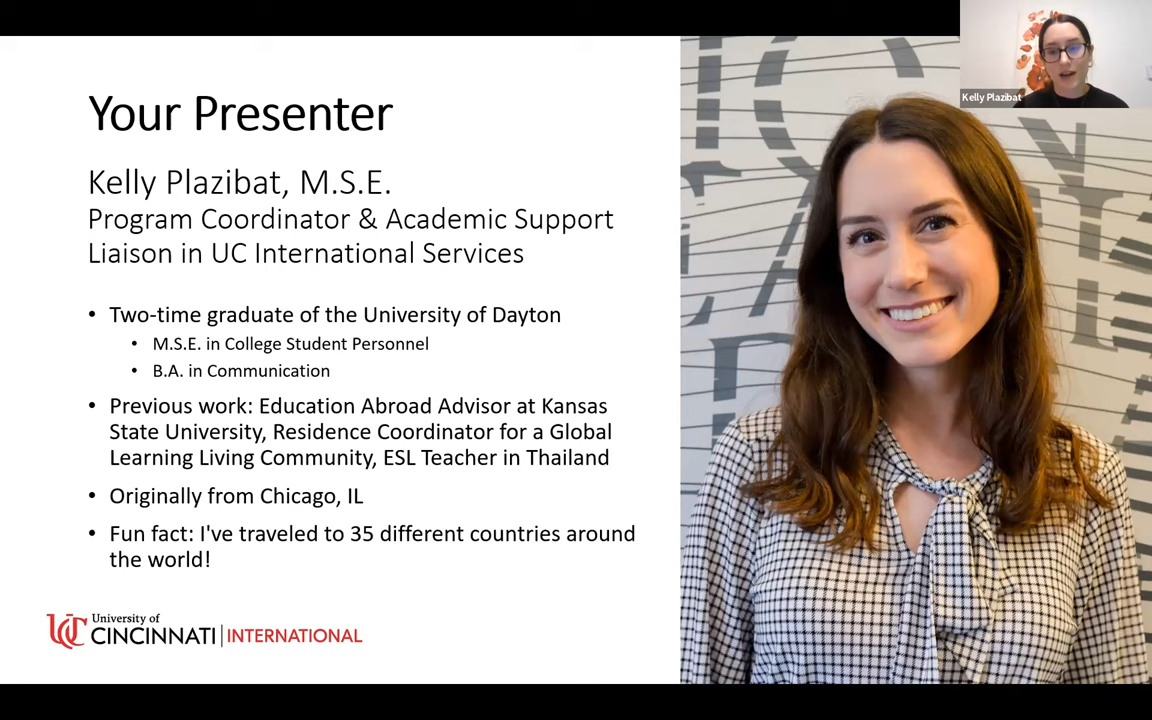 Your Presenter
Kelly Plazibat, M.S.E.
Program Coordinator & Academic Support
Liaison in UC International Services
• Two-time graduate of the University of Dayton
• M.S.E. in College Student Personnel
• B.A. in Communication
• Previous work: Education Abroad Advisor at Kansas
State University, Residence Coordinator for a Global
Learning Living Community, ESL Teacher in Thailand
• Originally from Chicago, IL
• Fun fact: I've traveled to 35 different countries around
the world!
UC University of
CINCINNATI | INTERNATIONAL
Kelly Plazibat